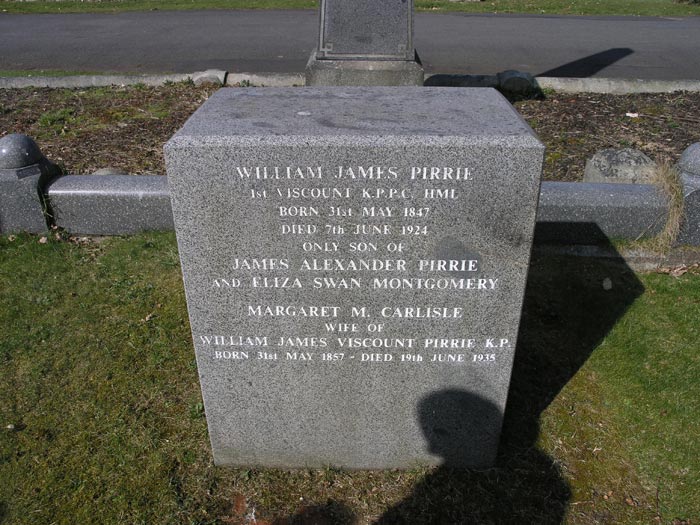 WILLIAM JAMES PIRRIE
1st VISCOUNT K.P.P.C. HML
BORN 31st MAY 1847
DIED 7th JUNE 1924
ONLY SON OF
JAMES ALEXANDER PIRRIE
AND ELIZA SWAN MONTGOMERY
MARGARET M. CARLISLE
WIFE OF
WILLIAM JAMES VISCOUNT PIRRIE K.P.
BORN 31st MAY 1857 - DIED 19th JUNE 1935